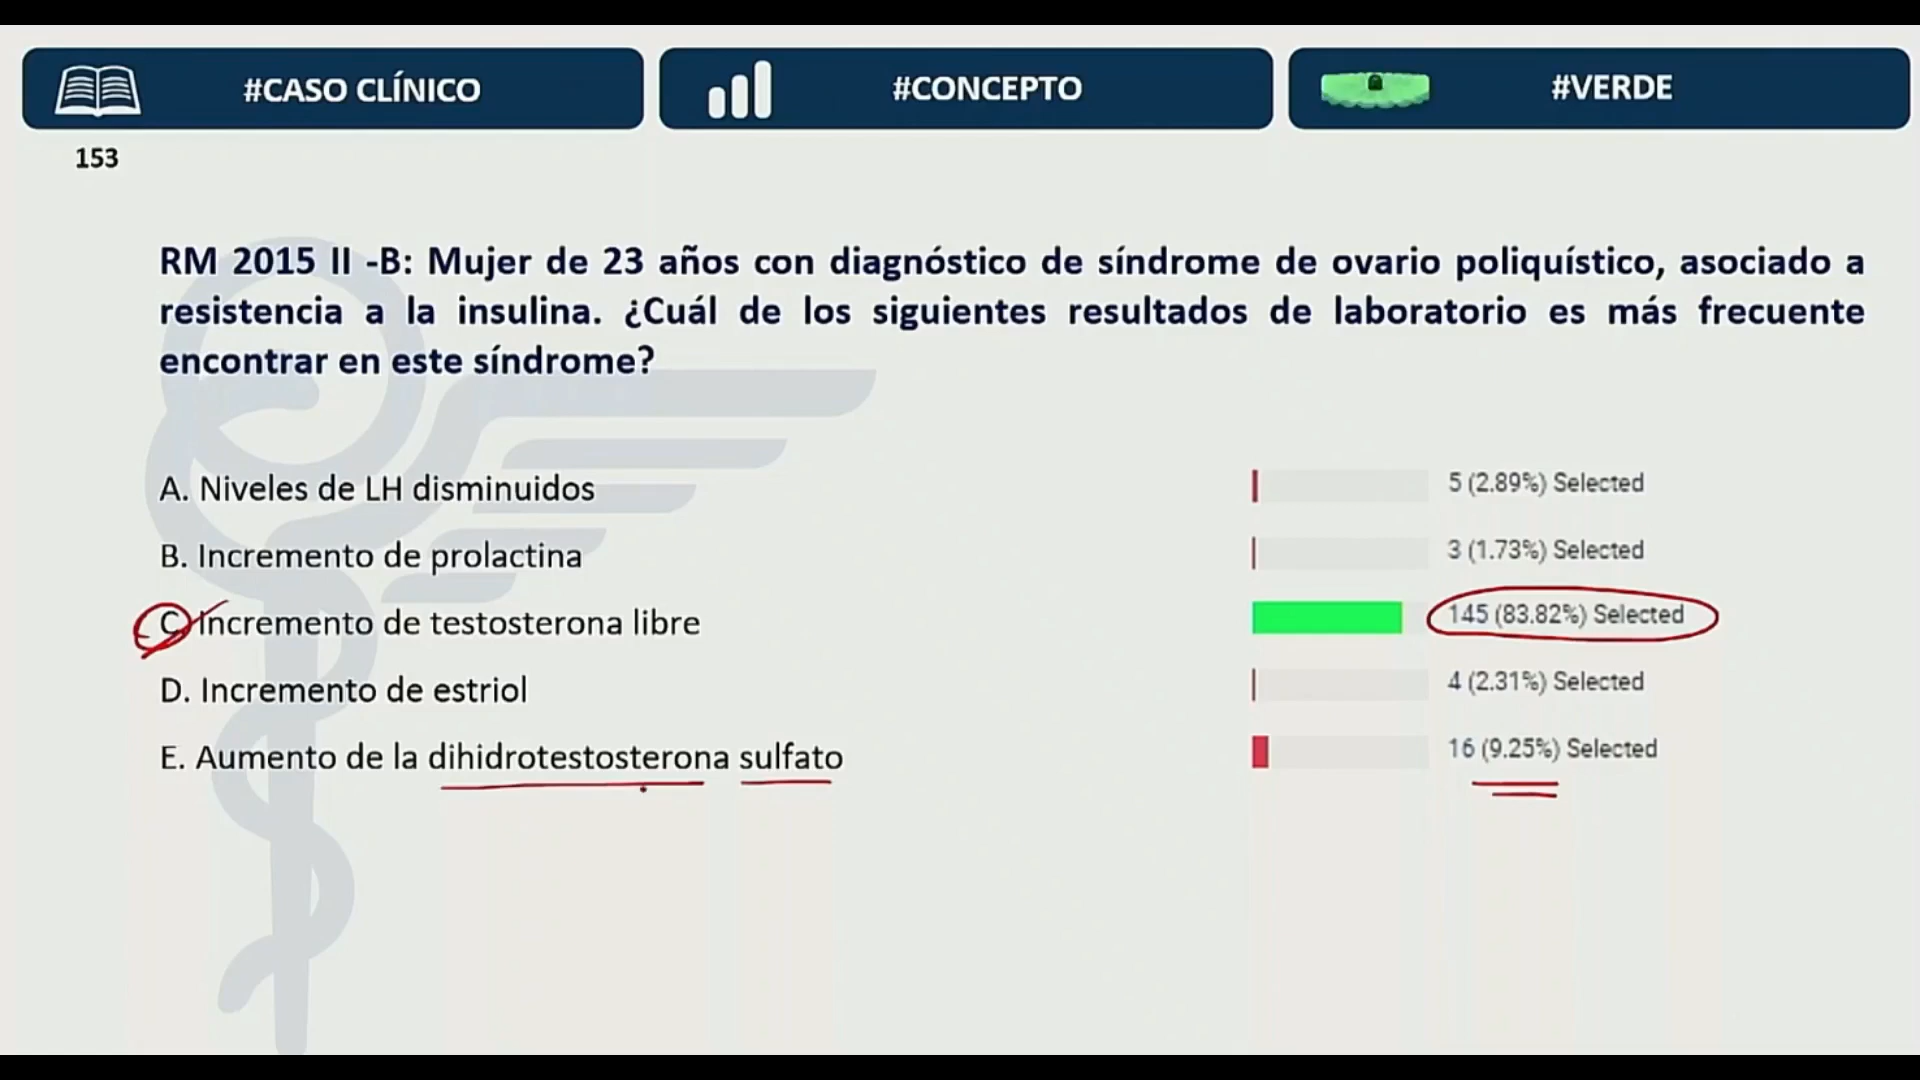 #CASO CLÍNICO
#CONCEPTO
#VERDE
153
RM 2015 II -B: Mujer de 23 años con diagnóstico de síndrome de ovario poliquístico, asociado a
resistencia a la insulina. ¿Cuál de los siguientes resultados de laboratorio es más frecuente
encontrar en este síndrome?
A. Niveles de LH disminuidos
5 (2.89%) Selected
B. Incremento de prolactina
3 (1.73%) Selected
C. Incremento de testosterona libre
145 (83.82%) Selected
D. Incremento de estriol
4 (2.31%) Selected
E. Aumento de la dihidrotestosterona sulfato
16 (9.25%) Selected